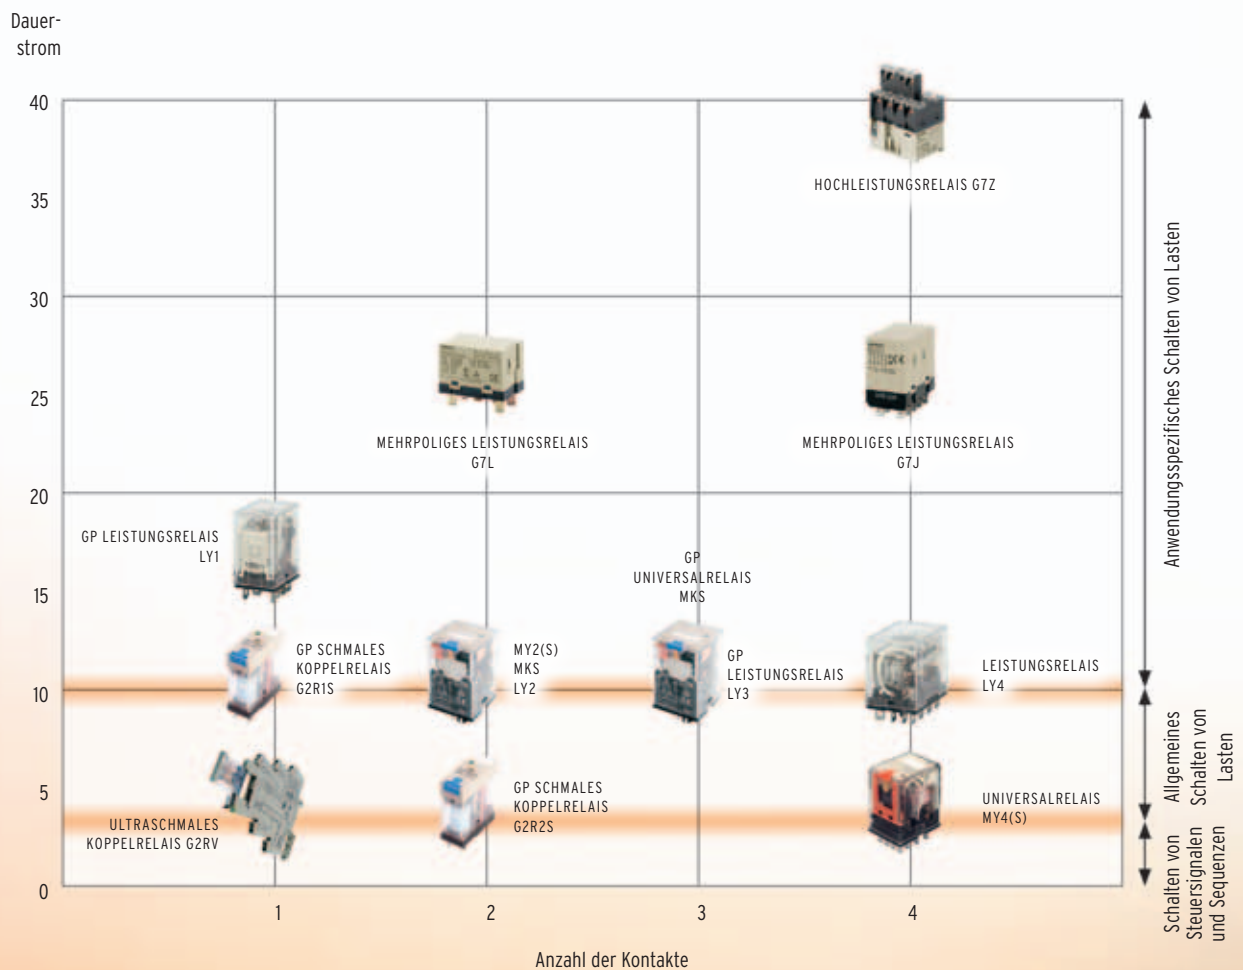 Dauer-
strom
40
35
30
25
20
15
10
5
0
HOCHLEISTUNGSRELAIS G7Z
MEHRPOLIGES LEISTUNGSRELAIS
G7L
MEHRPOLIGES LEISTUNGSRELAIS
G7J
GP LEISTUNGSRELAIS
LY1
GP
UNIVERSALRELAIS
MKS
GP SCHMALES
KOPPELRELAIS
G2R1S
MY2(S)
MKS
LY2
GP
LEISTUNGSRELAIS
LY3
LEISTUNGSRELAIS
LY4
ULTRASCHMALES
KOPPELRELAIS G2RV
GP SCHMALES
KOPPELRELAIS
G2R2S
UNIVERSALRELAIS
MY4(S)
1
2
3
4
Anzahl der Kontakte
Anwendungsspezifisches Schalten von Lasten
Allgemeines
Schalten von
Lasten
Schalten von
Steuersignalen
und Sequenzen